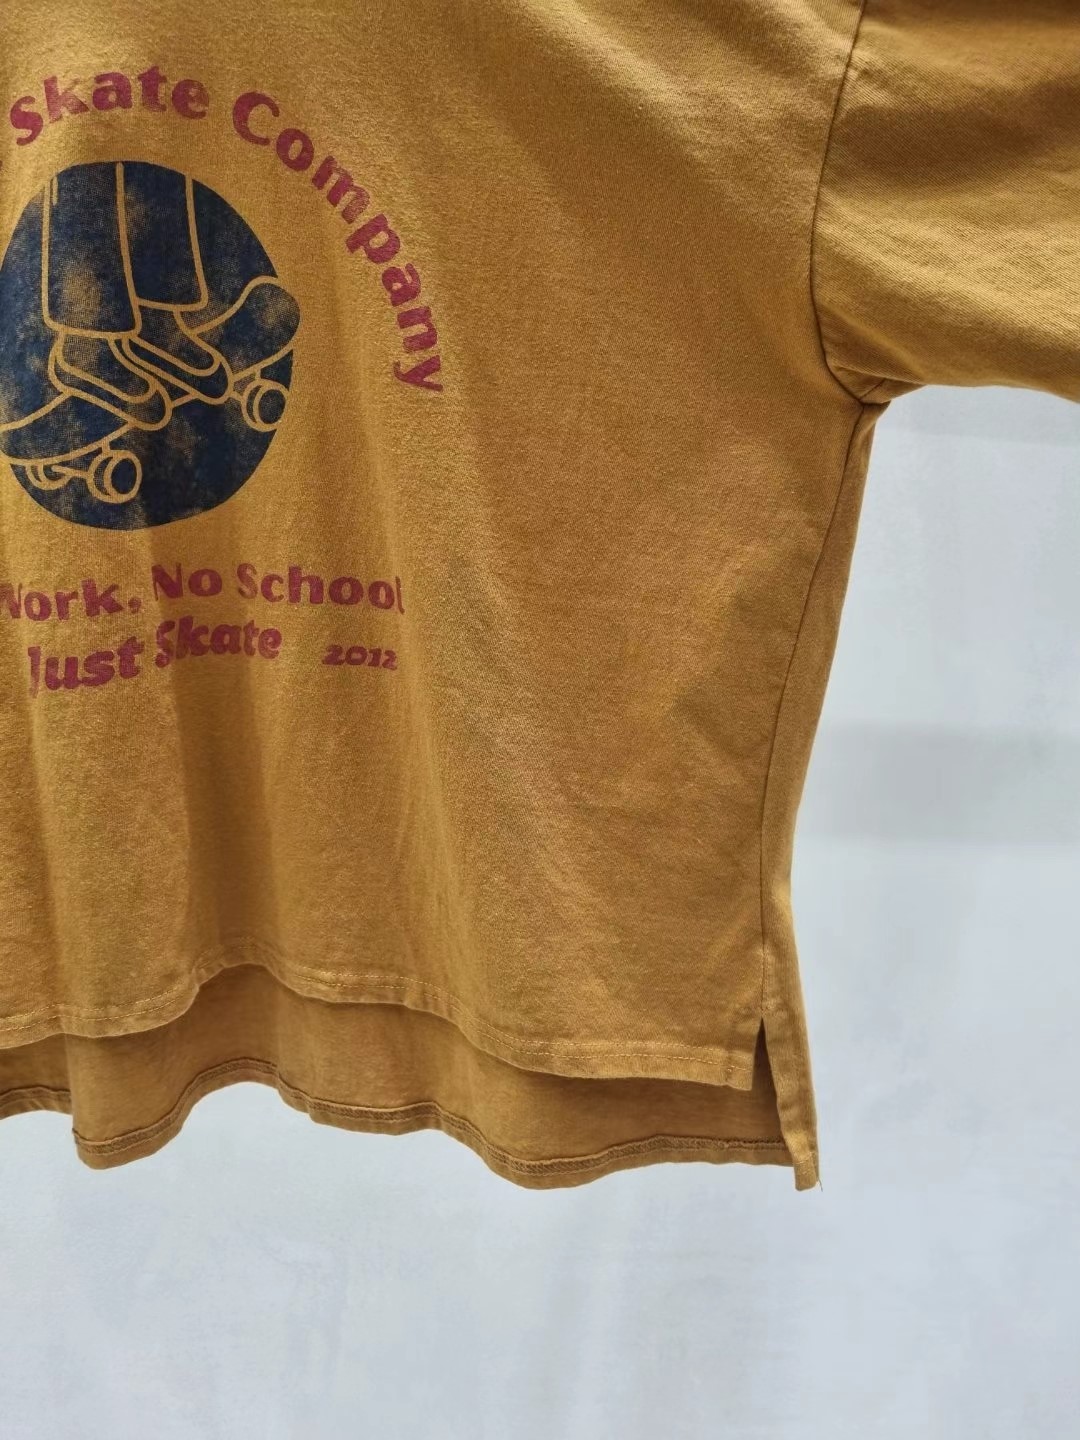 Skate Company
Work, No School
Just Skate 2012